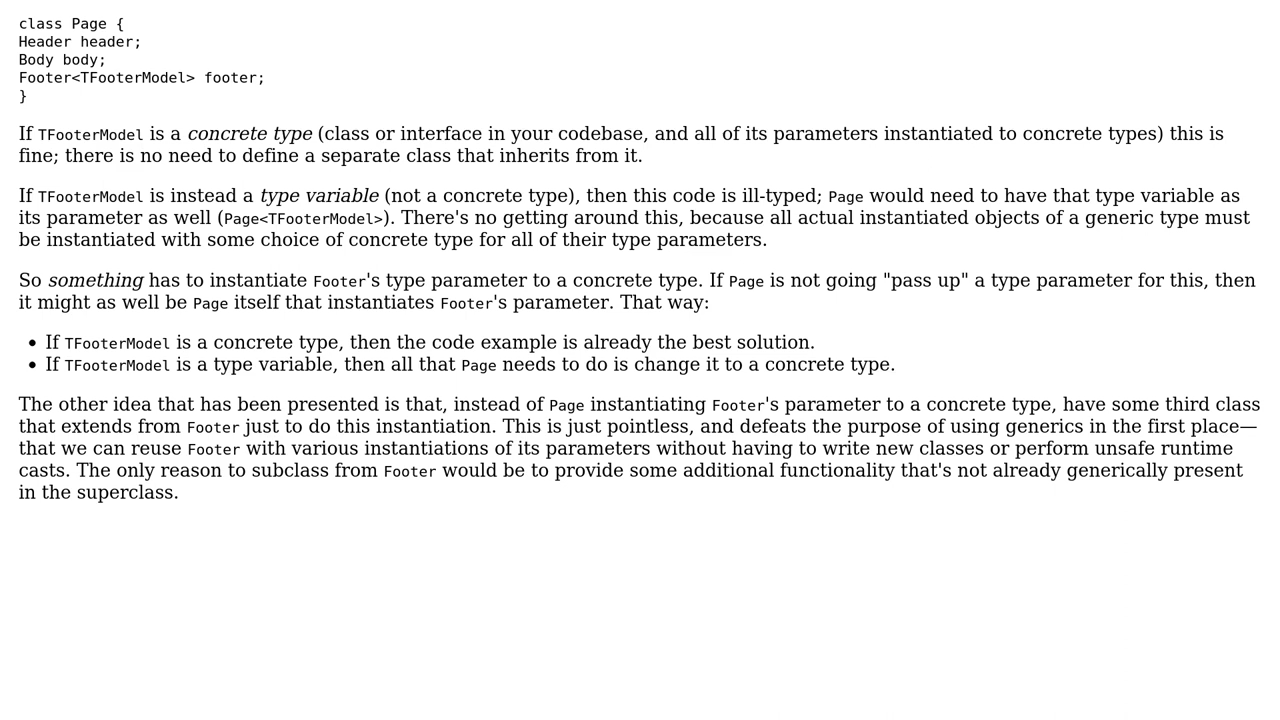 class Page {
Header header;
Body body;
Footer<TFooterModel> footer;
}
If TFooterModel is a concrete type (class or interface in your codebase, and all of its parameters instantiated to concrete types) this is
fine; there is no need to define a separate class that inherits from it.
If TFooterModel is instead a type variable (not a concrete type), then this code is ill-typed; Page would need to have that type variable as
its parameter as well (Page<TFooterModel>). There's no getting around this, because all actual instantiated objects of a generic type must
be instantiated with some choice of concrete type for all of their type parameters.
So something has to instantiate Footer's type parameter to a concrete type. If Page is not going "pass up" a type parameter for this, then
it might as well be Page itself that instantiates Footer's parameter. That way:
• If TFooterModel is a concrete type, then the code example is already the best solution.
• If TFooterModel is a type variable, then all that Page needs to do is change it to a concrete type.
The other idea that has been presented is that, instead of Page instantiating Footer's parameter to a concrete type, have some third class
that extends from Footer just to do this instantiation. This is just pointless, and defeats the purpose of using generics in the first place—
that we can reuse Footer with various instantiations of its parameters without having to write new classes or perform unsafe runtime
casts. The only reason to subclass from Footer would be to provide some additional functionality that's not already generically present
in the superclass.